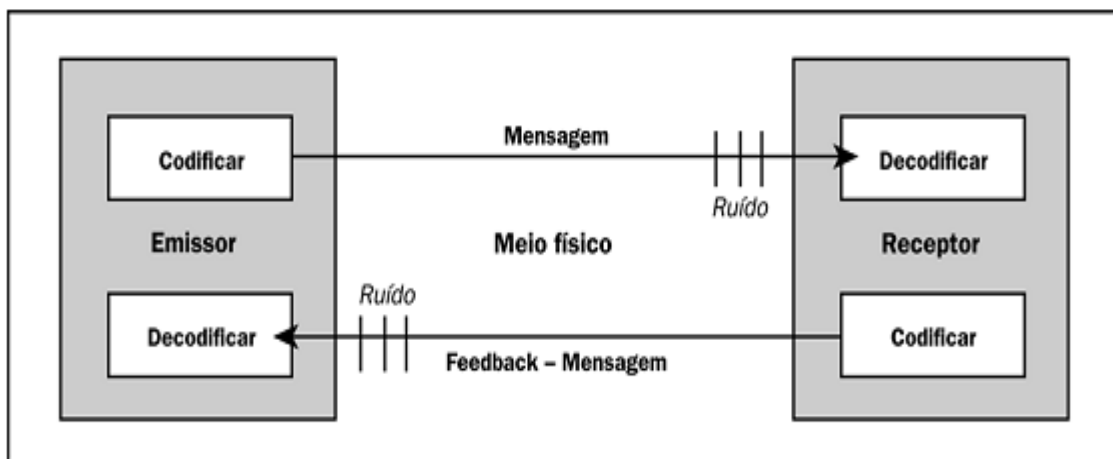 Codificar
Mensagem
Ruído
Decodificar
Emissor
Meio físico
Receptor
Decodificar
Ruído
Feedback – Mensagem
Codificar